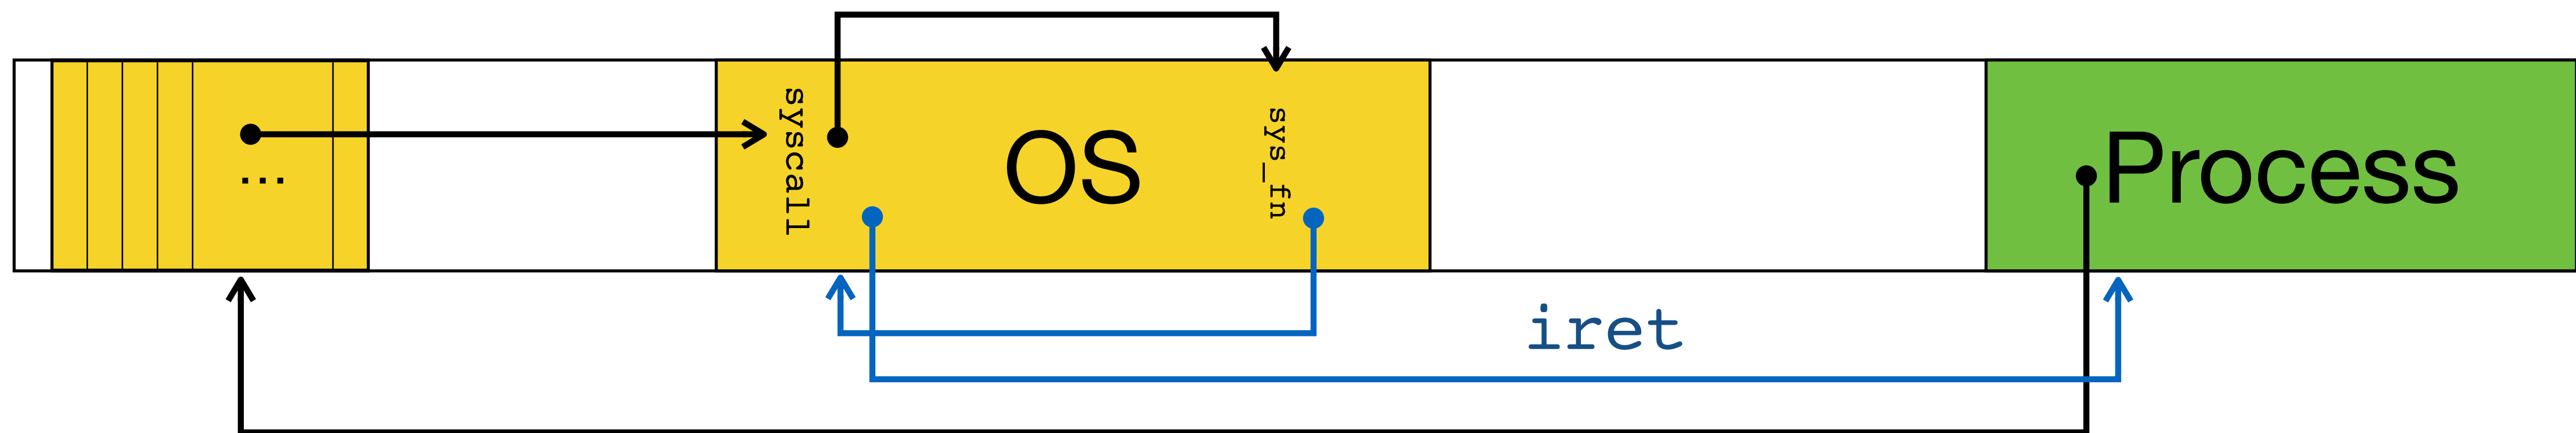 ...
syscall
OS
sys_fn
Process
iret